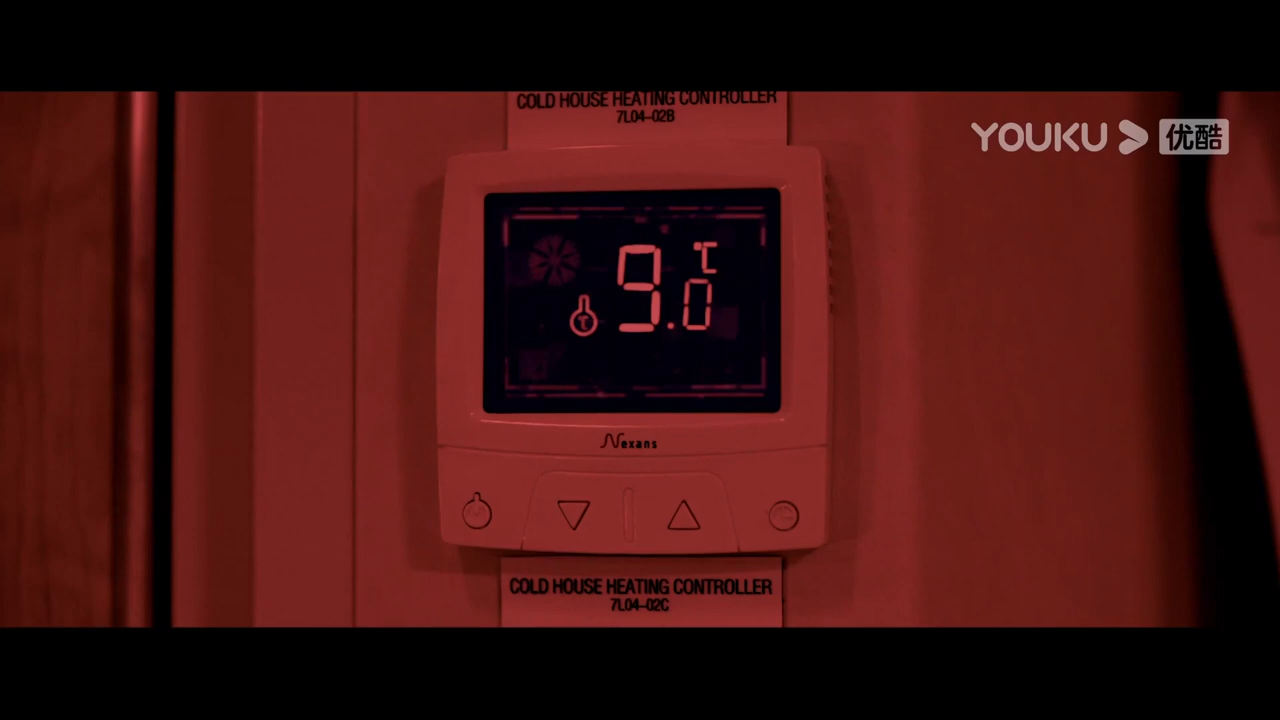 COLD HOUSE HEATING CONTROLLER
7L04-02B
YOUKU 优酷
℃
9.0
Nexans
COLD HOUSE HEATING CONTROLLER
7L04-02C